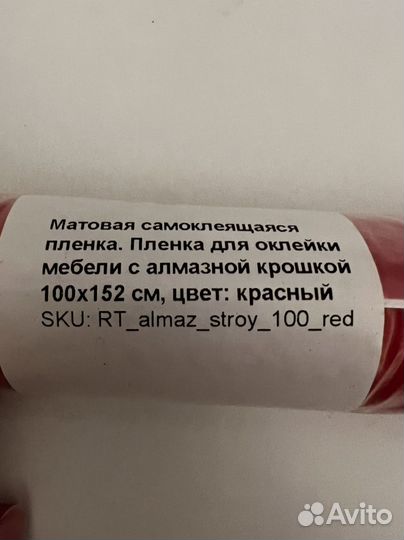 Матовая самоклеящаяся
пленка. Пленка для оклейки
мебели с алмазной крошкой
100х152 см, цвет: красный
SKU: RT_almaz_stroy_100_red
Avito